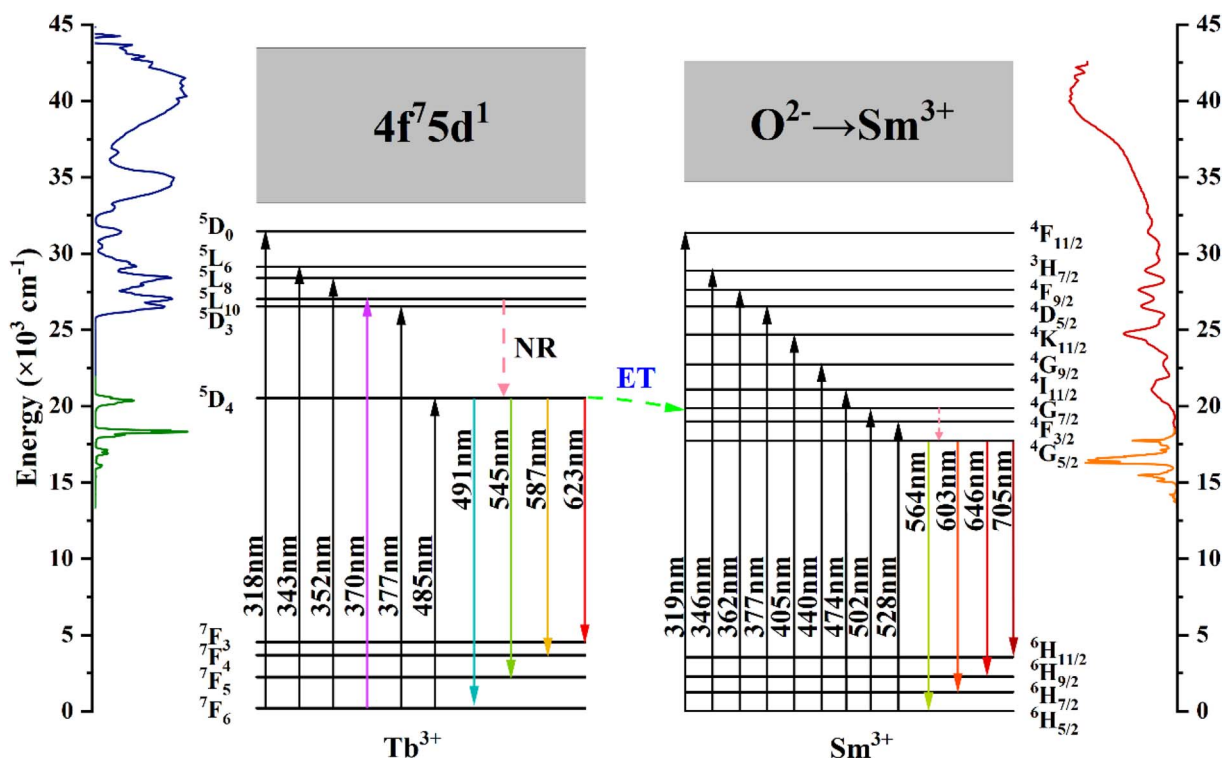 45
40
35
30
25
20
15
10
5
0
Energy (×10³ cm⁻¹)
4f⁷5d¹
⁵D₀
⁵L₆
⁵L₈
⁵L₁₀
⁵D₃
⁵D₄
NR
ET
318nm
343nm
352nm
370nm
377nm
485nm
491nm
545nm
587nm
623nm
⁷F₃
⁷F₄
⁷F₅
⁷F₆
Tb³⁺
O²⁻→Sm³⁺
⁴F₁₁/₂
³H₇/₂
⁴F₉/₂
⁴D₅/₂
⁴K₁₁/₂
⁴G₉/₂
⁴I₁₁/₂
⁴G₇/₂
⁴F₃/₂
⁴G₅/₂
319nm
346nm
362nm
377nm
405nm
440nm
474nm
502nm
528nm
564nm
603nm
646nm
705nm
⁶H₁₁/₂
⁶H₉/₂
⁶H₇/₂
⁶H₅/₂
Sm³⁺
45
40
35
30
25
20
15
10
5
0